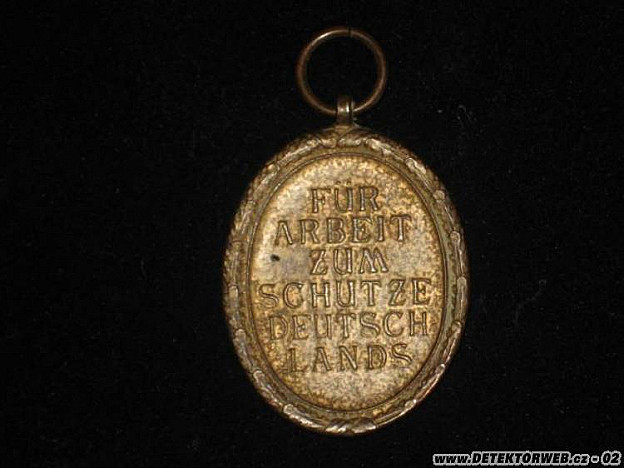 FÜR
ARBEIT
ZUM
SCHUTZE
DEUTSCH
LANDS
www.DETEKTORWEB.cz - 02